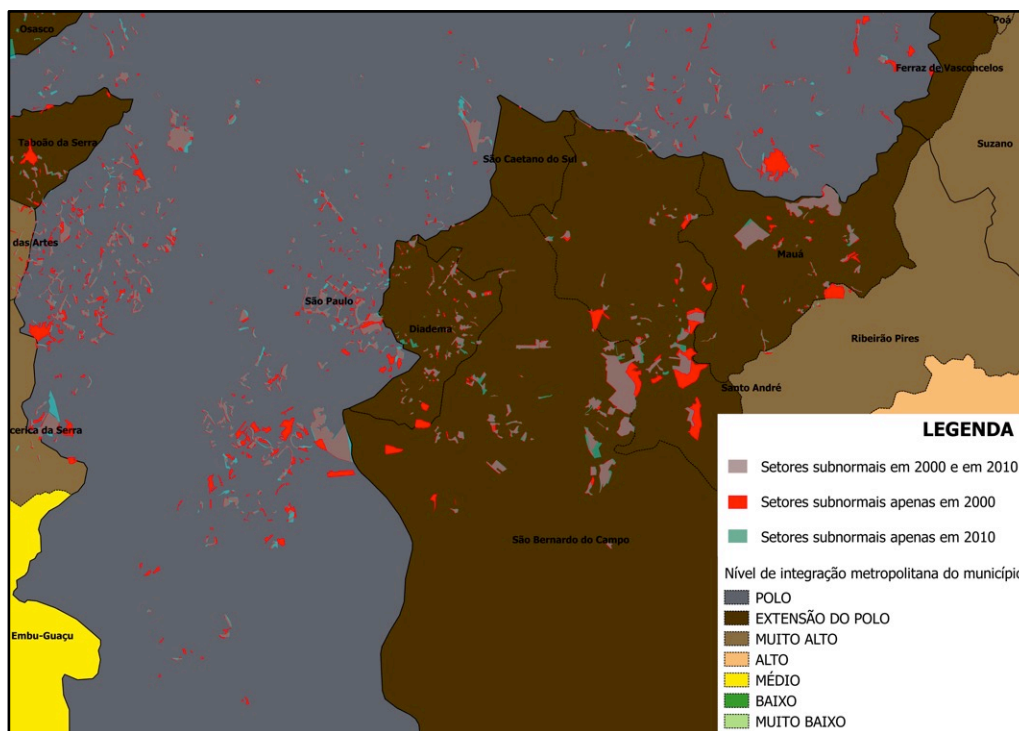 Osasco
Poá
Ferraz de Vasconcelos
Taboão da Serra
São Caetano do Sul
Suzano
das Artes
Mauá
São Paulo
Diadema
Ribeirão Pires
Santo André
cerica da Serra
São Bernardo do Campo
Embu-Guaçu
LEGENDA
Setores subnormais em 2000 e em 2010
Setores subnormais apenas em 2000
Setores subnormais apenas em 2010
Nível de integração metropolitana do município
POLO
EXTENSÃO DO POLO
MUITO ALTO
ALTO
MÉDIO
BAIXO
MUITO BAIXO